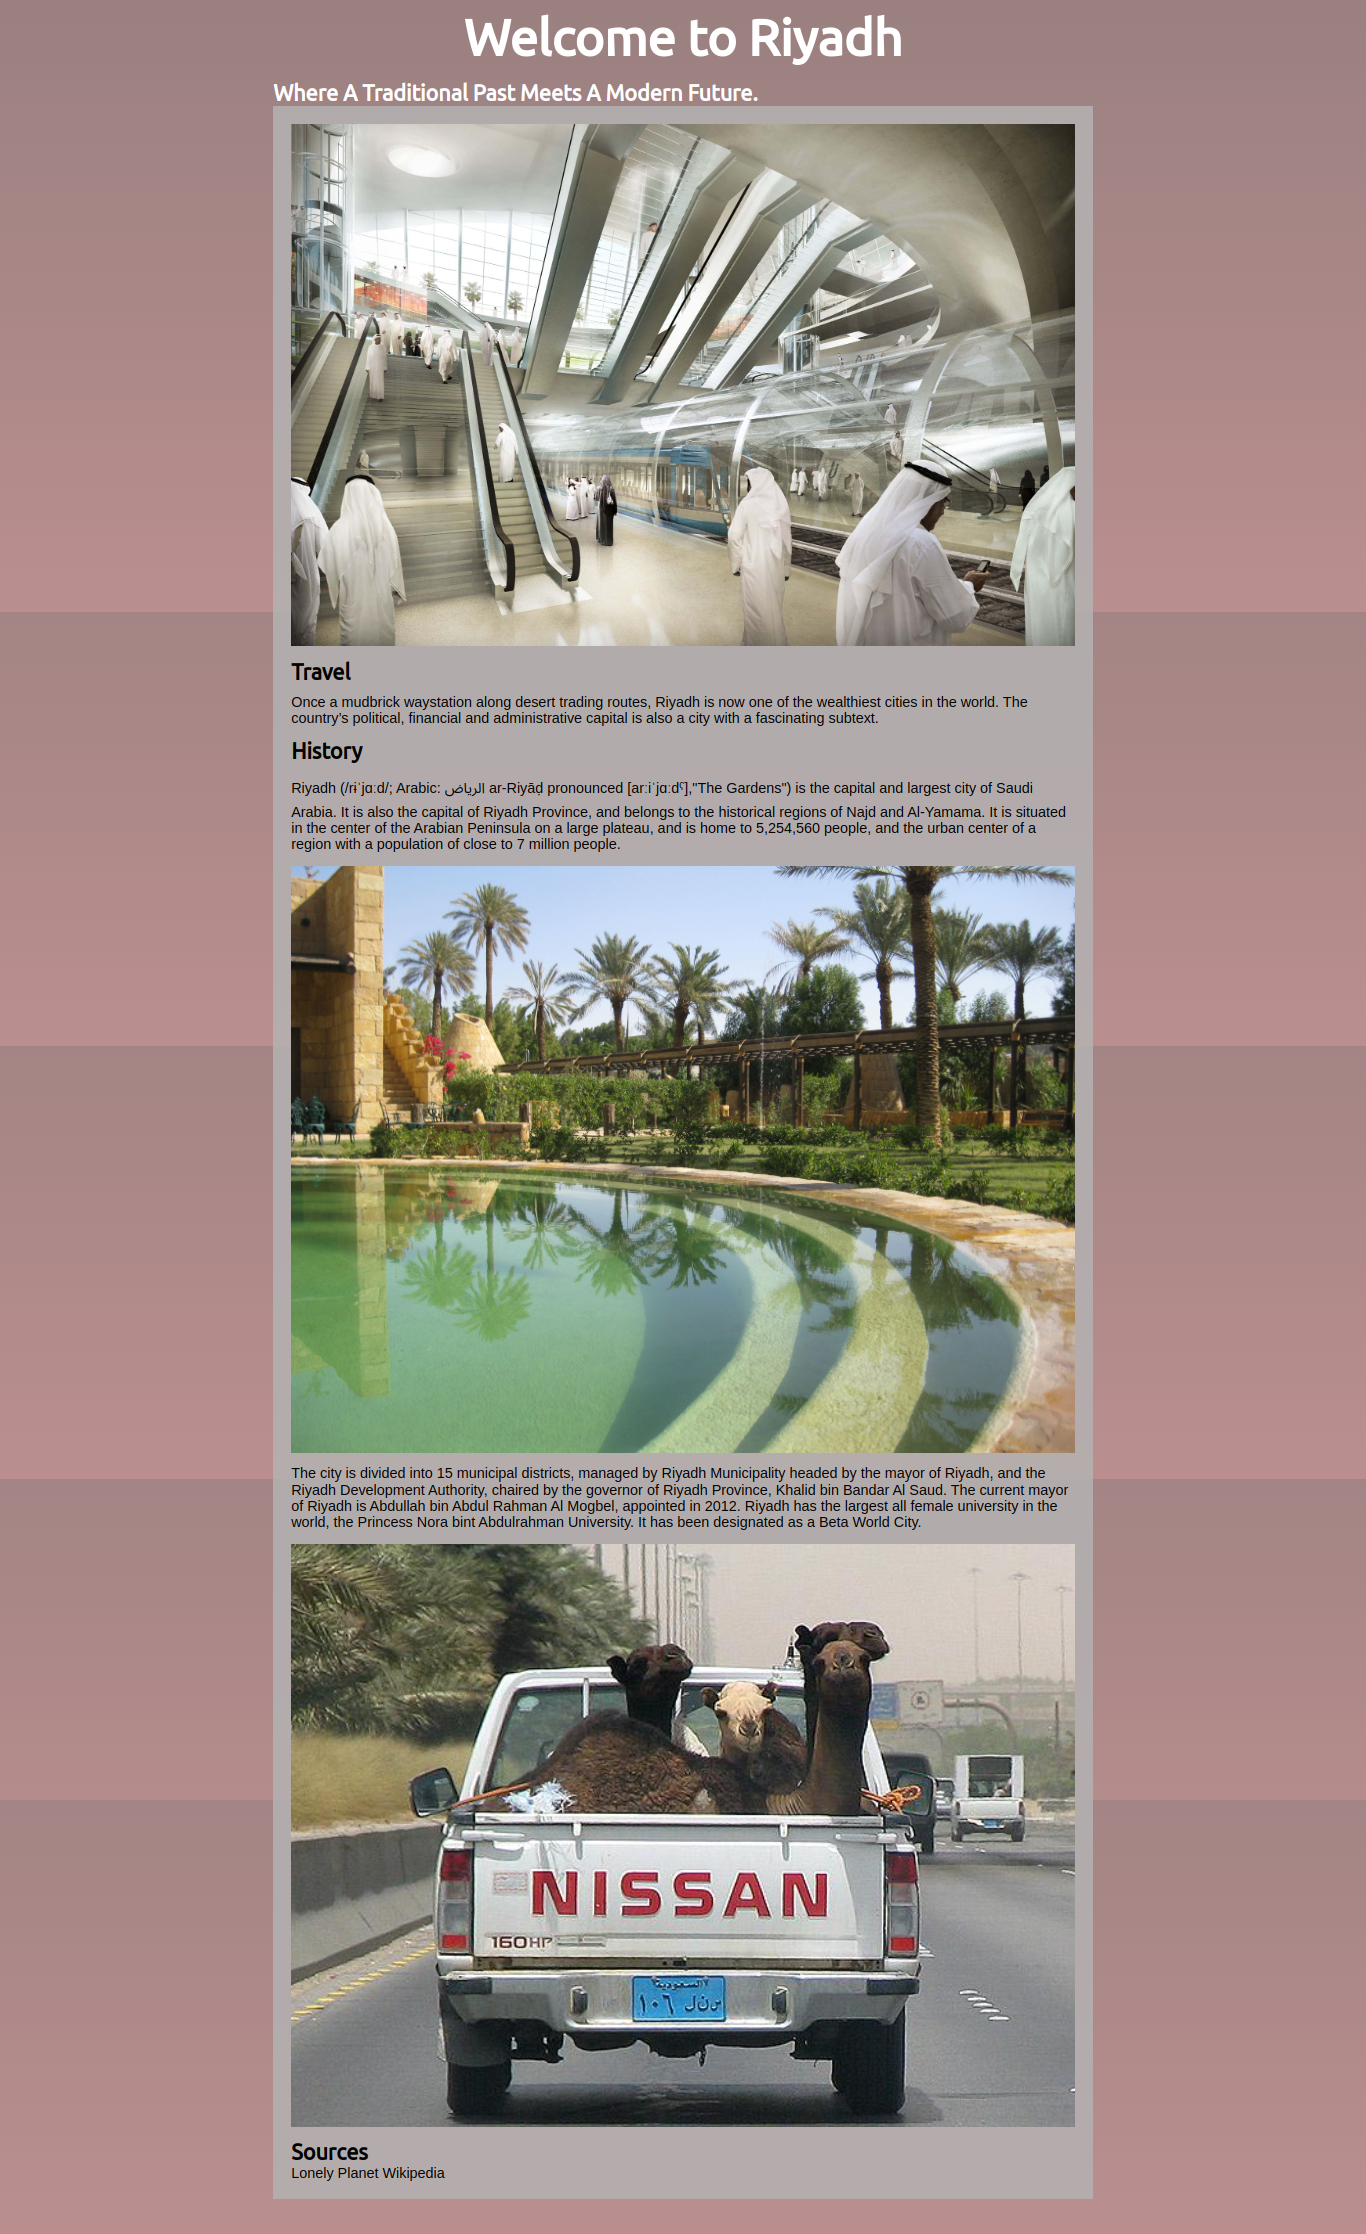 Welcome to Riyadh
Where A Traditional Past Meets A Modern Future.
Travel
Once a mudbrick waystation along desert trading routes, Riyadh is now one of the wealthiest cities in the world. The
country's political, financial and administrative capital is also a city with a fascinating subtext.
History
Riyadh (/riˈjɑːd/; Arabic: الرياض ar-Riyāḍ pronounced [arːiˈjɑːdˤ],"The Gardens") is the capital and largest city of Saudi
Arabia. It is also the capital of Riyadh Province, and belongs to the historical regions of Najd and Al-Yamama. It is situated
in the center of the Arabian Peninsula on a large plateau, and is home to 5,254,560 people, and the urban center of a
region with a population of close to 7 million people.
The city is divided into 15 municipal districts, managed by Riyadh Municipality headed by the mayor of Riyadh, and the
Riyadh Development Authority, chaired by the governor of Riyadh Province, Khalid bin Bandar Al Saud. The current mayor
of Riyadh is Abdullah bin Abdul Rahman Al Mogbel, appointed in 2012. Riyadh has the largest all female university in the
world, the Princess Nora bint Abdulrahman University. It has been designated as a Beta World City.
NISSAN
160HP
السعودية
س ن ل ١٠٦
Sources
Lonely Planet Wikipedia